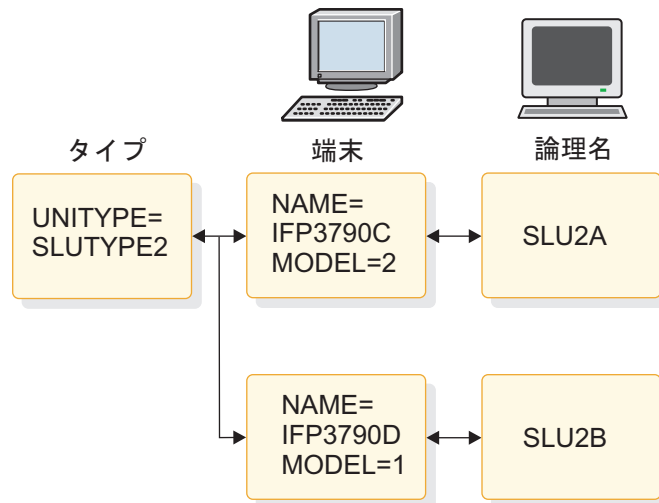 タイプ
端末
論理名
UNITYPE=
SLUTYPE2
NAME=
IFP3790C
MODEL=2
SLU2A
NAME=
IFP3790D
MODEL=1
SLU2B